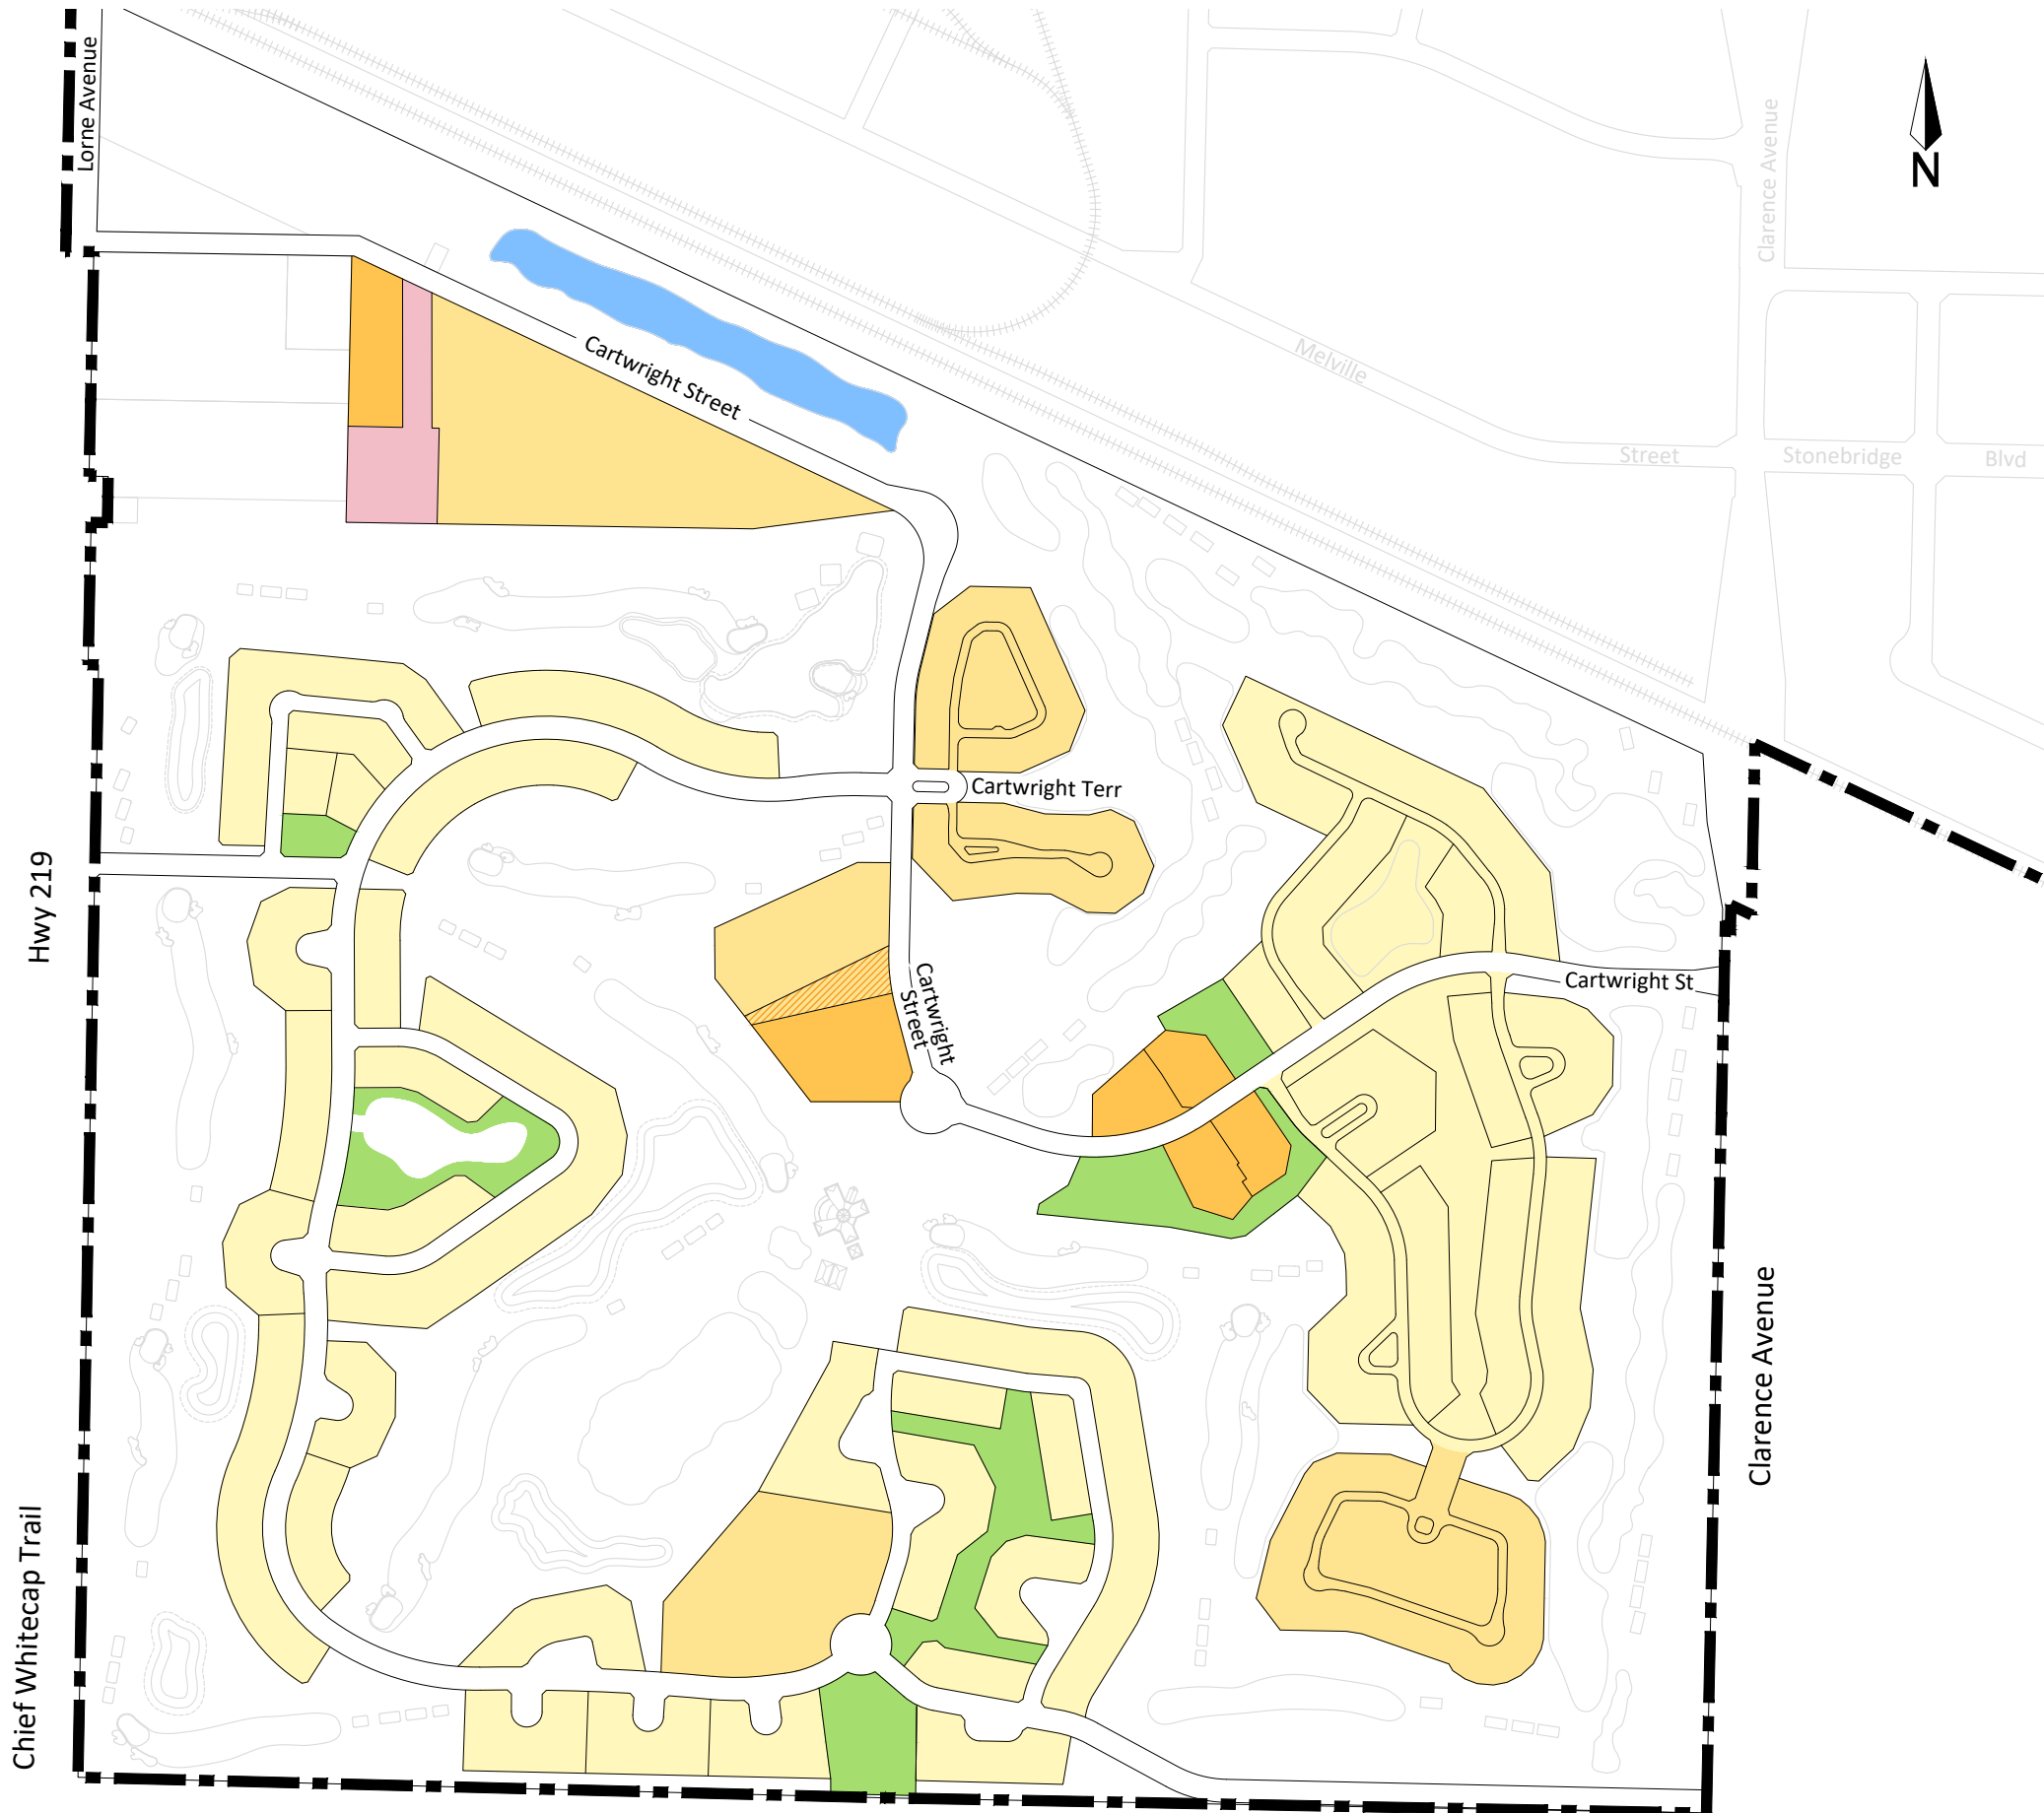 Lorne Avenue
Clarence Avenue
N
Cartwright Street
Melville
Street
Stonebridge
Blvd
Cartwright Terr
Hwy 219
Cartwright
Street
Cartwright St
Clarence Avenue
Chief Whitecap Trail